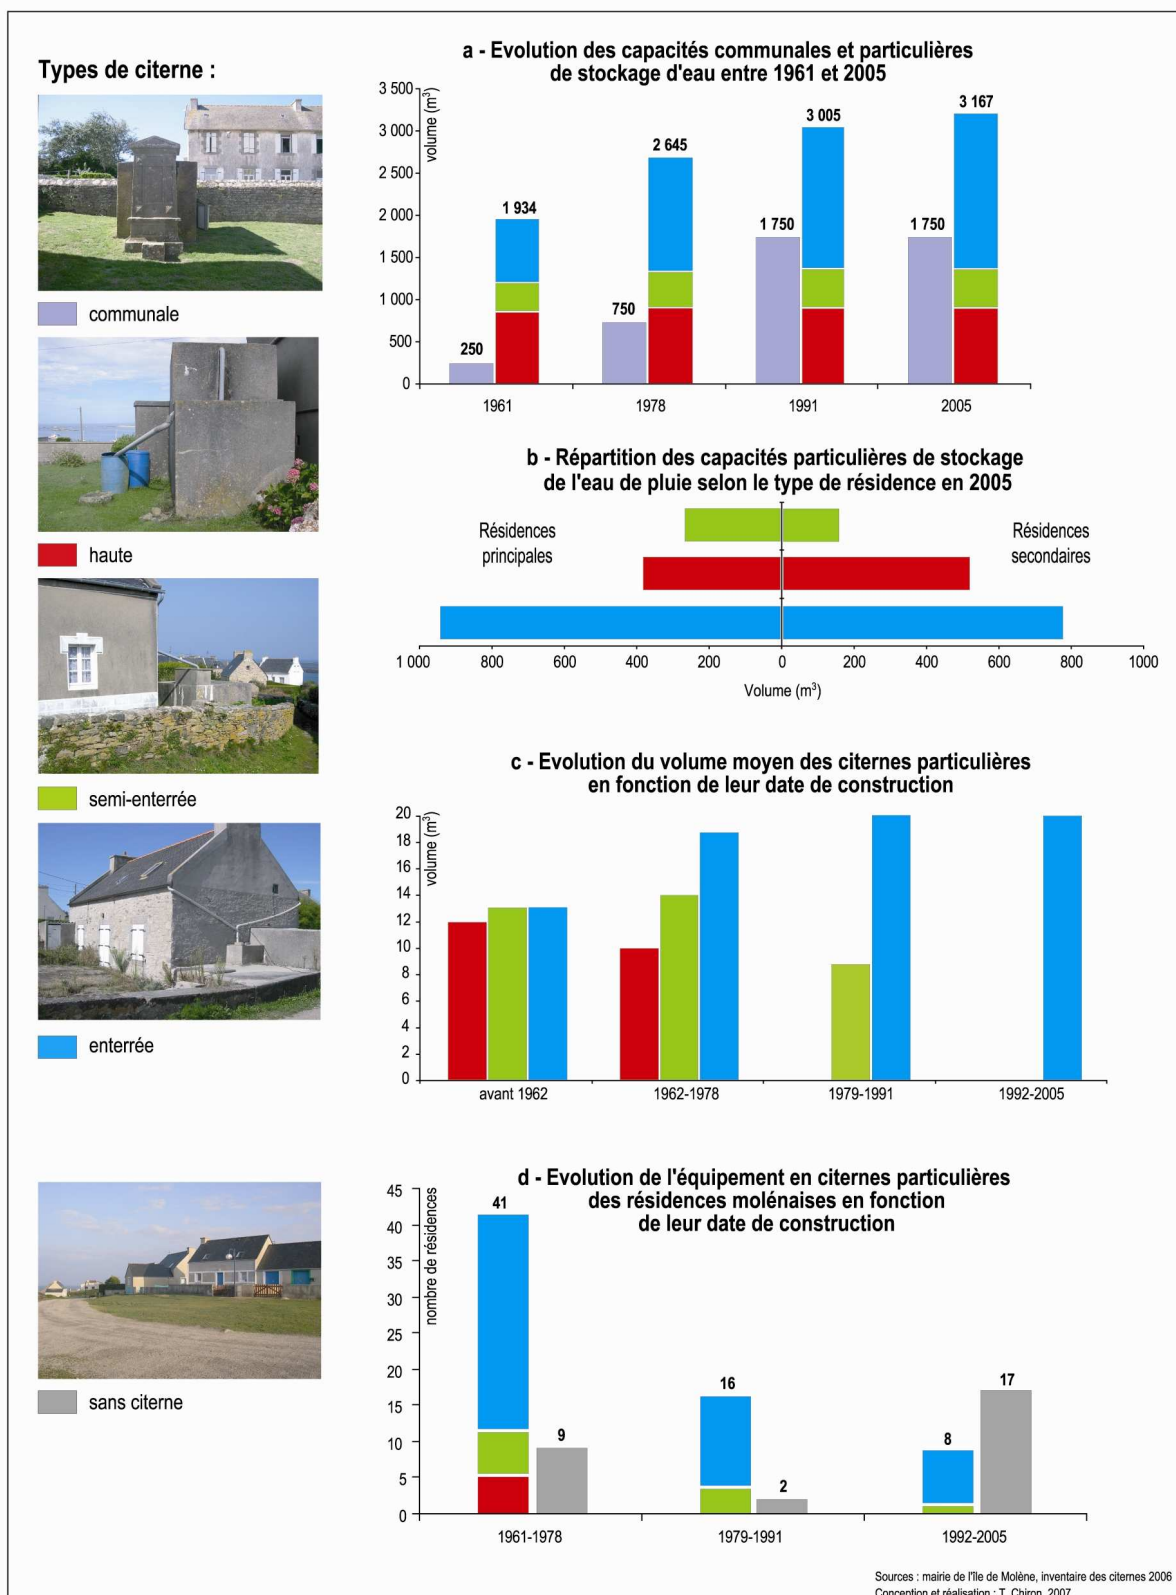 Types de citerne :
communale
haute
semi-enterrée
enterrée
sans citerne
a - Evolution des capacités communales et particulières
de stockage d'eau entre 1961 et 2005
volume (m³)
3 500
3 000
2 500
2 000
1 500
1 000
500
0
250
1 934
750
2 645
1 750
3 005
1 750
3 167
1961
1978
1991
2005
b - Répartition des capacités particulières de stockage
de l'eau de pluie selon le type de résidence en 2005
Résidences
principales
Résidences
secondaires
1 000
800
600
400
200
0
200
400
600
800
1000
Volume (m³)
c - Evolution du volume moyen des citernes particulières
en fonction de leur date de construction
volume (m³)
20
18
16
14
12
10
8
6
4
2
0
avant 1962
1962-1978
1979-1991
1992-2005
d - Evolution de l'équipement en citernes particulières
des résidences molénaises en fonction
de leur date de construction
nombre de résidences
45
40
35
30
25
20
15
10
5
0
41
9
16
2
8
17
1961-1978
1979-1991
1992-2005
Sources : mairie de l'île de Molène, inventaire des citernes 2006
Conception et réalisation : T. Chiron, 2007